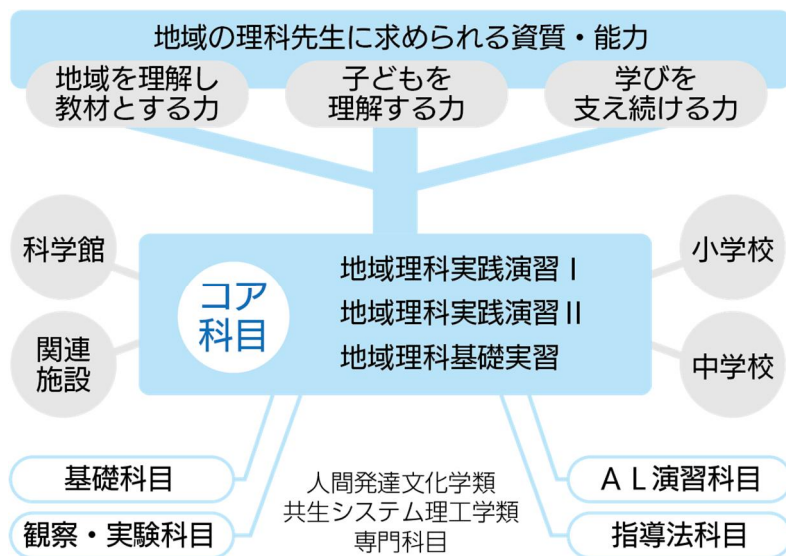 地域の理科先生に求められる資質・能力
地域を理解し
教材とする力
子どもを
理解する力
学びを
支え続ける力
科学館
関連
施設
コア
科目
地域理科実践演習Ⅰ
地域理科実践演習Ⅱ
地域理科基礎実習
小学校
中学校
基礎科目
観察・実験科目
人間発達文化学類
共生システム理工学類
専門科目
ＡＬ演習科目
指導法科目